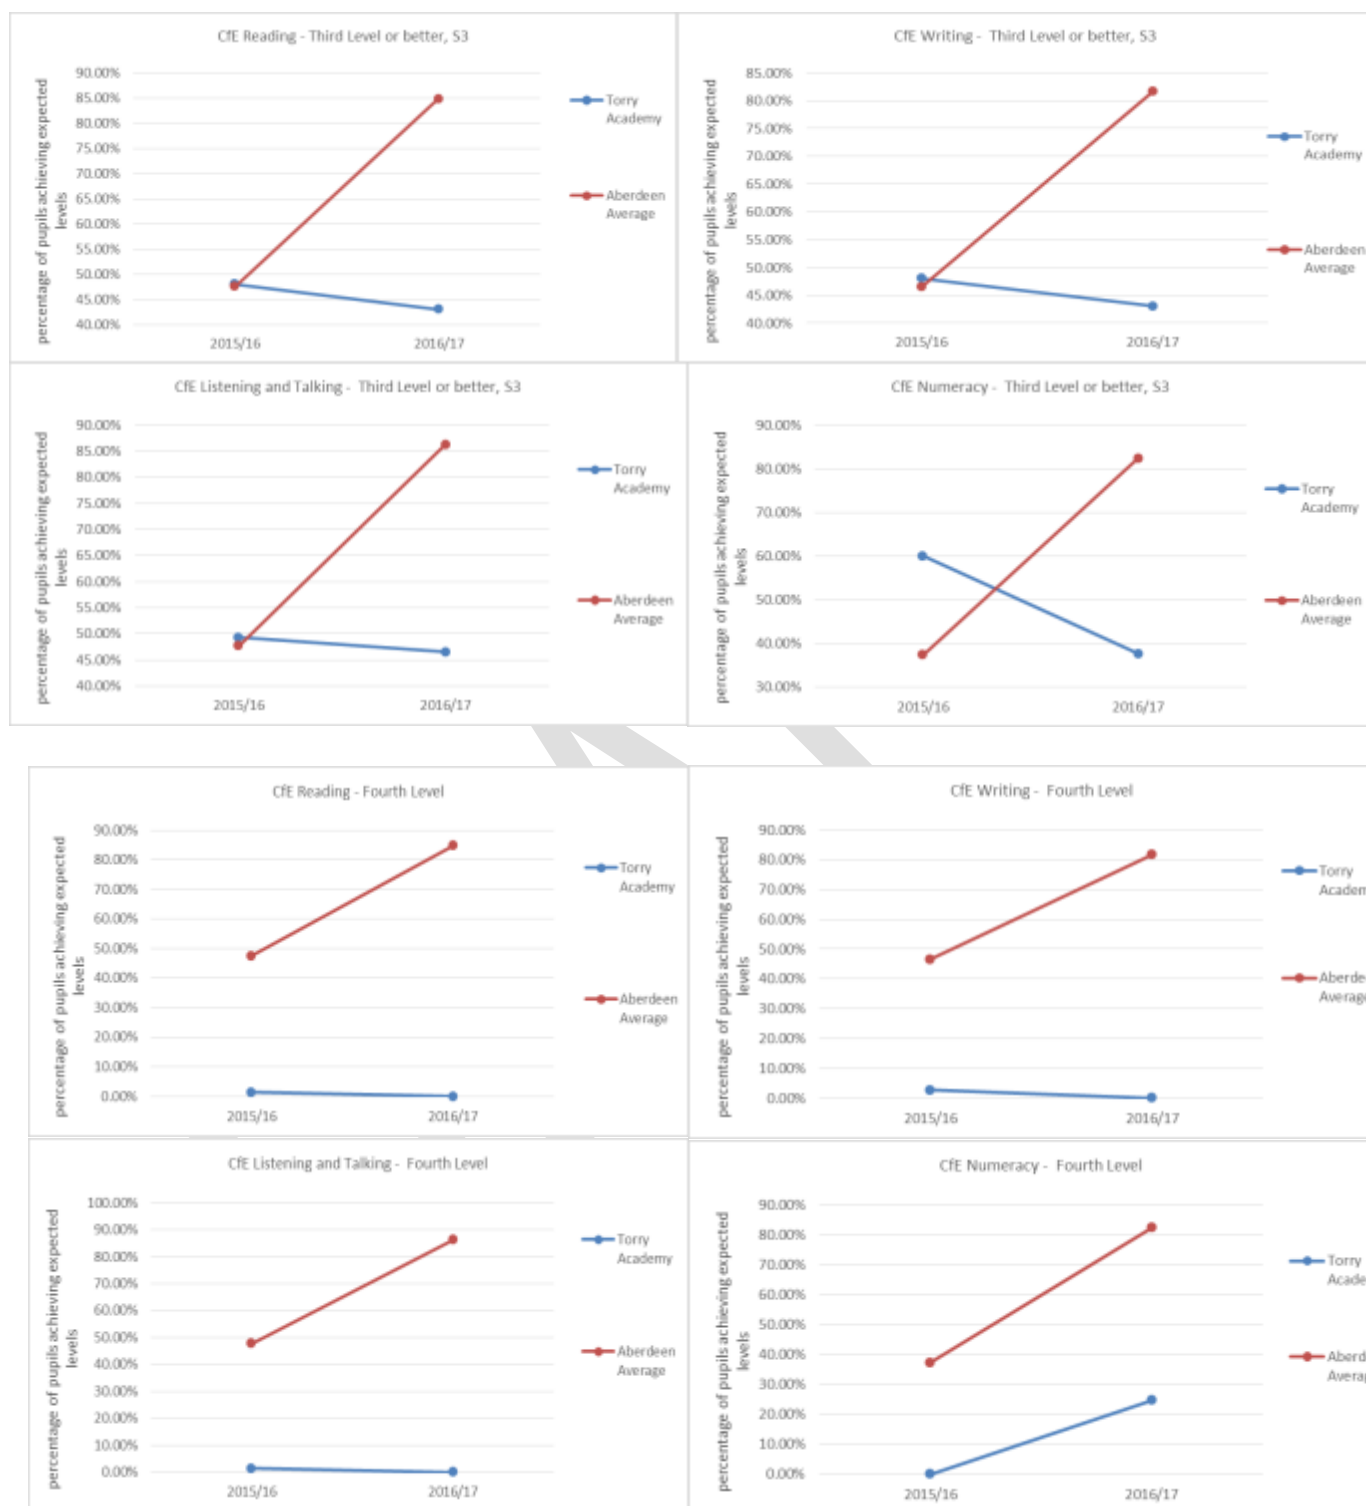 CfE Reading - Third Level or better, S3
percentage of pupils achieving expected
levels
90.00%
85.00%
80.00%
75.00%
70.00%
65.00%
60.00%
55.00%
50.00%
45.00%
40.00%
2015/16
2016/17
Torry
Academy
Aberdeen
Average
CfE Writing - Third Level or better, S3
percentage of pupils achieving expected
levels
85.00%
80.00%
75.00%
70.00%
65.00%
60.00%
55.00%
50.00%
45.00%
40.00%
2015/16
2016/17
Torry
Academy
Aberdeen
Average
CfE Listening and Talking - Third Level or better, S3
percentage of pupils achieving expected
levels
90.00%
85.00%
80.00%
75.00%
70.00%
65.00%
60.00%
55.00%
50.00%
45.00%
40.00%
2015/16
2016/17
Torry
Academy
Aberdeen
Average
CfE Numeracy - Third Level or better, S3
percentage of pupils achieving expected
levels
90.00%
80.00%
70.00%
60.00%
50.00%
40.00%
30.00%
2015/16
2016/17
Torry
Academy
Aberdeen
Average
CfE Reading - Fourth Level
percentage of pupils achieving expected
levels
90.00%
80.00%
70.00%
60.00%
50.00%
40.00%
30.00%
20.00%
10.00%
0.00%
2015/16
2016/17
Torry
Academy
Aberdeen
Average
CfE Writing - Fourth Level
percentage of pupils achieving expected
levels
90.00%
80.00%
70.00%
60.00%
50.00%
40.00%
30.00%
20.00%
10.00%
0.00%
2015/16
2016/17
Torry
Academ
Aberdee
Average
CfE Listening and Talking - Fourth Level
percentage of pupils achieving expected
levels
100.00%
90.00%
80.00%
70.00%
60.00%
50.00%
40.00%
30.00%
20.00%
10.00%
0.00%
2015/16
2016/17
Torry
Academy
Aberdeen
Average
CfE Numeracy - Fourth Level
percentage of pupils achieving expected
levels
90.00%
80.00%
70.00%
60.00%
50.00%
40.00%
30.00%
20.00%
10.00%
0.00%
2015/16
2016/17
Torry
Acade
Aberd
Averag